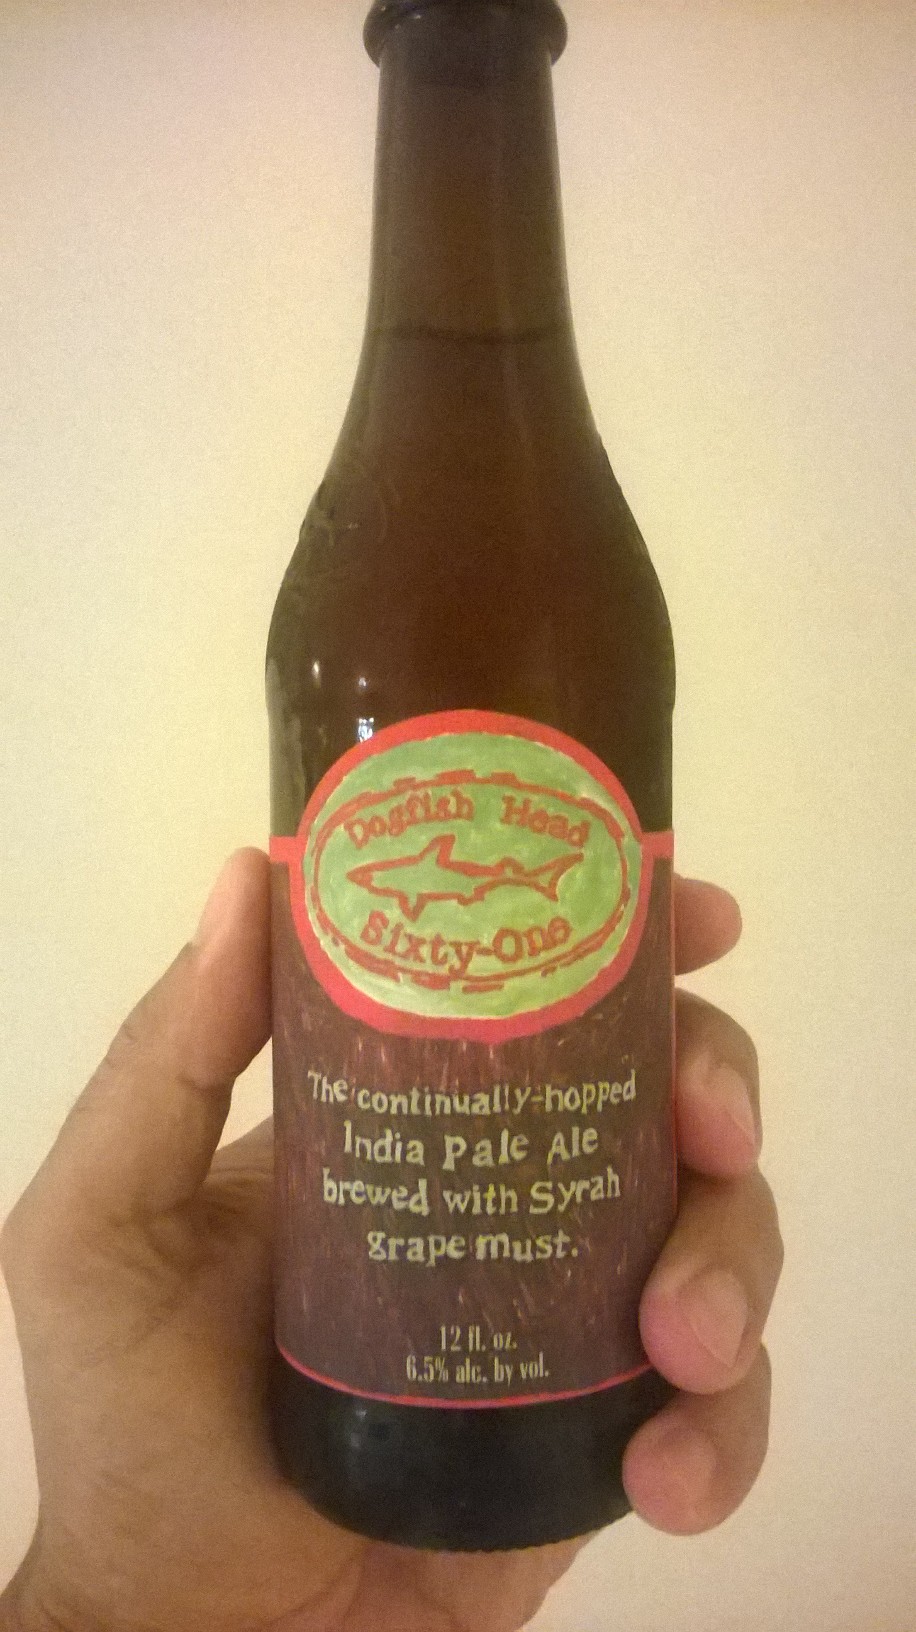 Dogfish Head
Sixty-One
The continually-hopped
India Pale Ale
brewed with Syrah
grape must.
12 fl. oz.
6.5% alc. by vol.